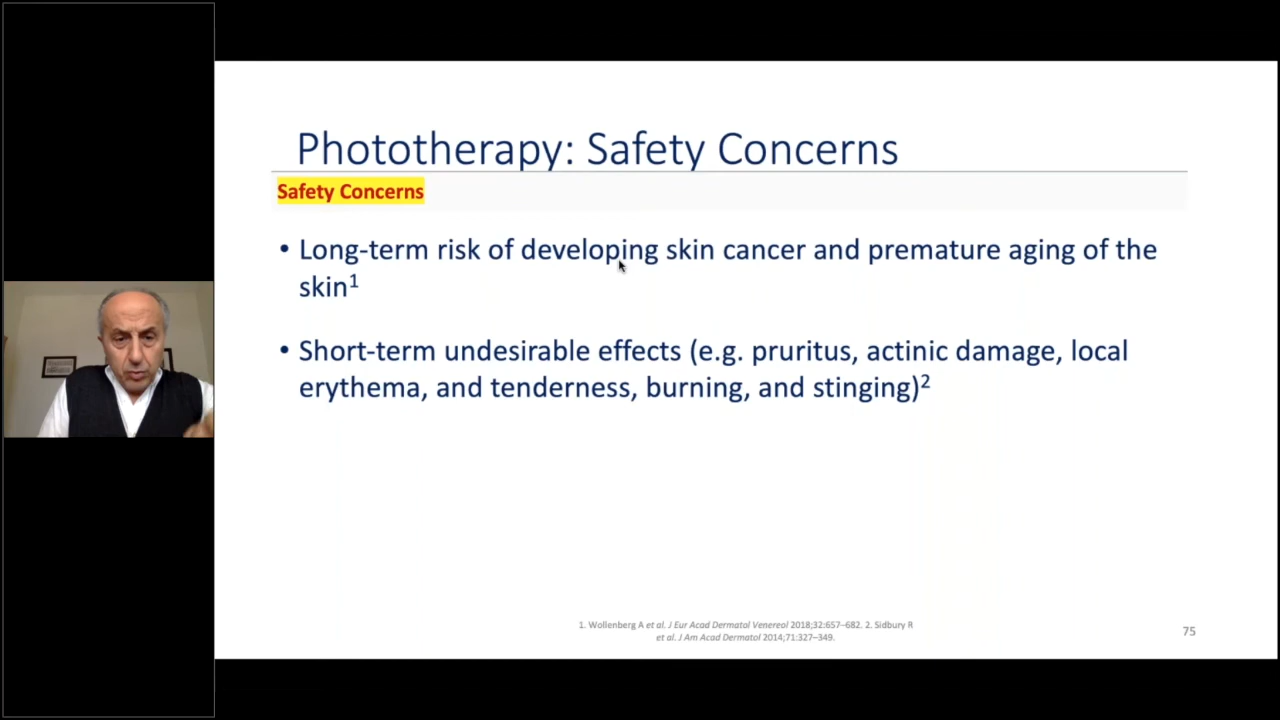 Phototherapy: Safety Concerns
Safety Concerns
• Long-term risk of developing skin cancer and premature aging of the
skin¹
• Short-term undesirable effects (e.g. pruritus, actinic damage, local
erythema, and tenderness, burning, and stinging)²
1. Wollenberg A et al. J Eur Acad Dermatol Venereol 2018;32:657–682. 2. Sidbury R
et al. J Am Acad Dermatol 2014;71:327–349.
75